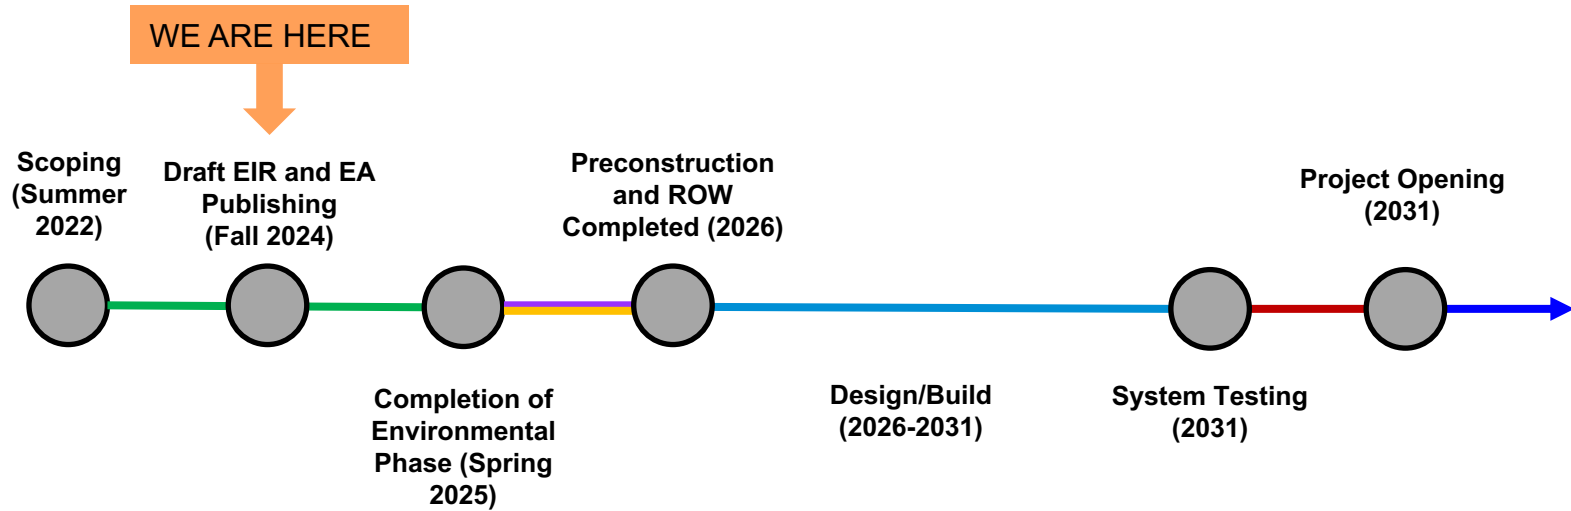 WE ARE HERE
Scoping
(Summer
2022)
Draft EIR and EA
Publishing
(Fall 2024)
Completion of
Environmental
Phase (Spring
2025)
Preconstruction
and ROW
Completed (2026)
Design/Build
(2026-2031)
System Testing
(2031)
Project Opening
(2031)